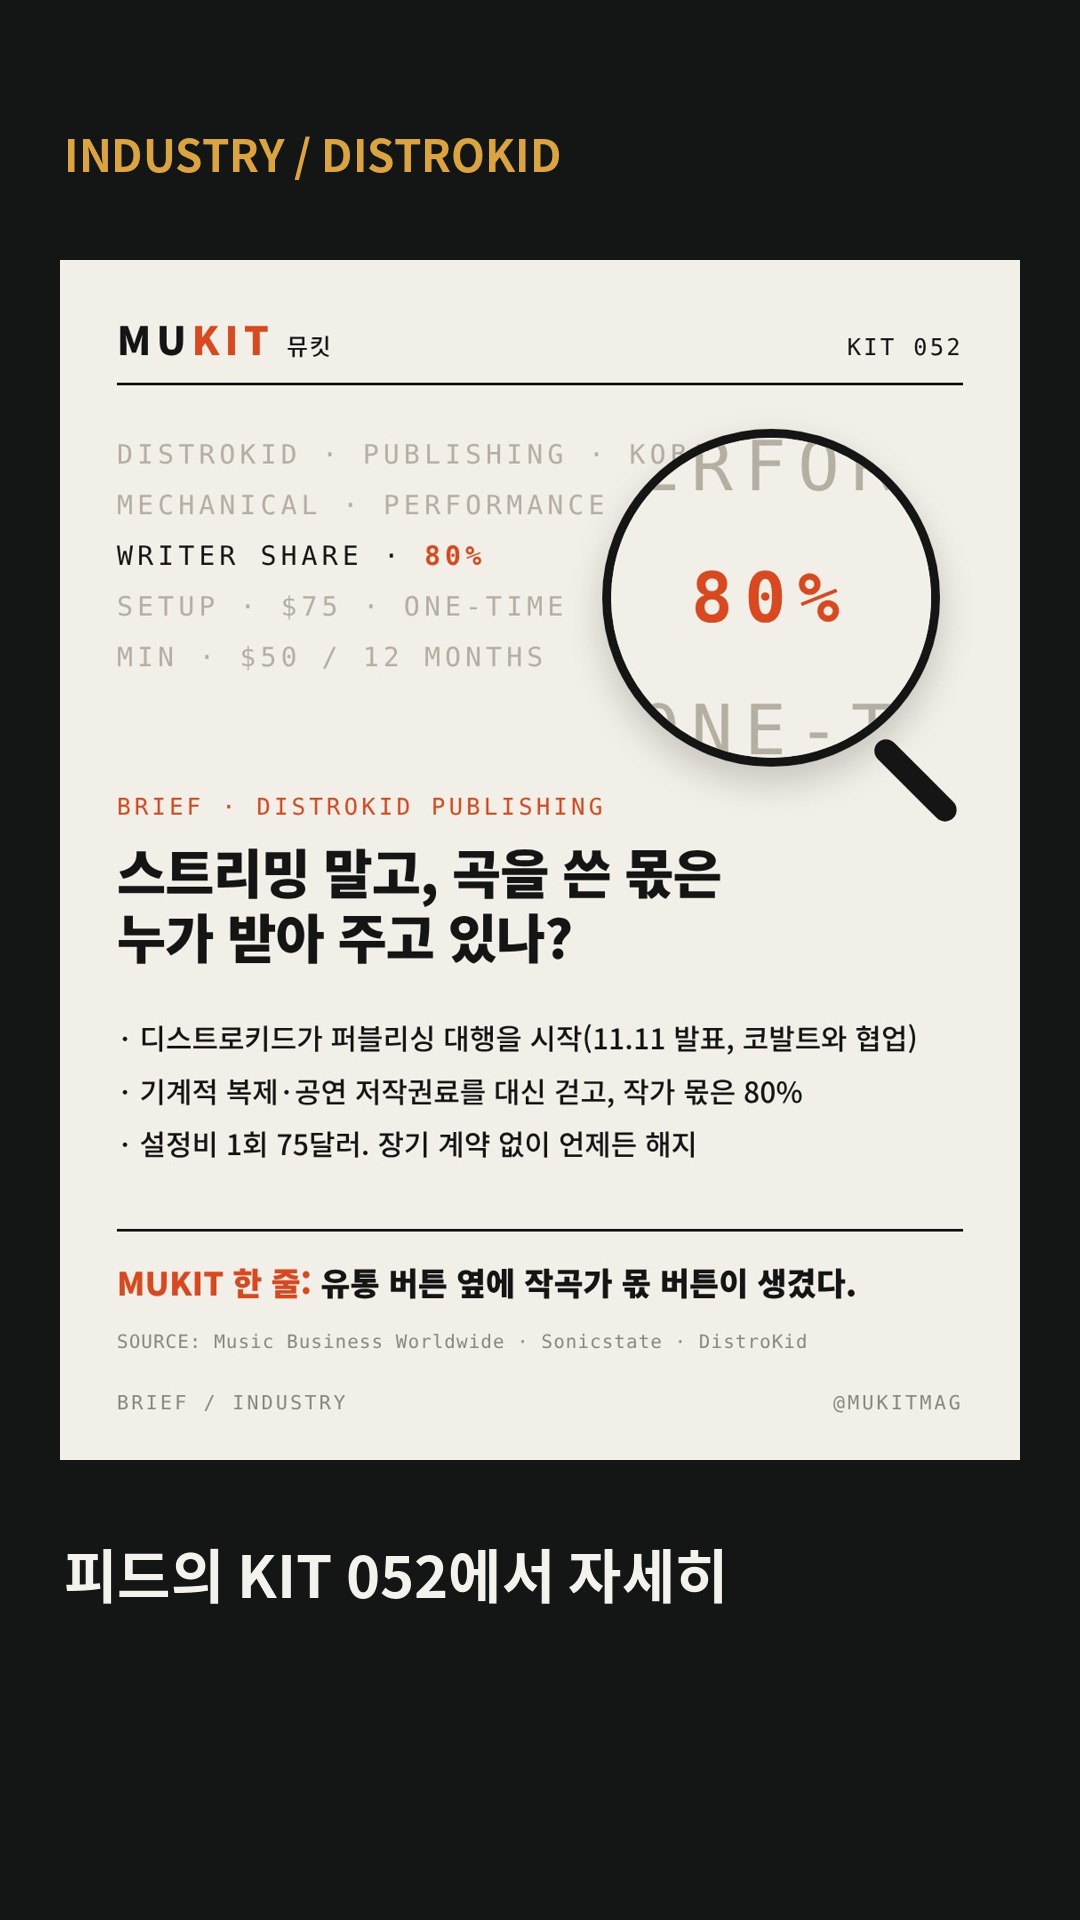 INDUSTRY / DISTROKID
MUKIT 뮤킷
KIT 052
DISTROKID · PUBLISHING ·
MECHANICAL · PERFORMANCE
WRITER SHARE · 80%
SETUP · $75 · ONE-TIME
MIN · $50 / 12 MONTHS
80%
BRIEF · DISTROKID PUBLISHING
스트리밍 말고, 곡을 쓴 몫은
누가 받아 주고 있나?
· 디스트로키드가 퍼블리싱 대행을 시작(11.11 발표, 코발트와 협업)
· 기계적 복제·공연 저작권료를 대신 걷고, 작가 몫은 80%
· 설정비 1회 75달러. 장기 계약 없이 언제든 해지
MUKIT 한 줄: 유통 버튼 옆에 작곡가 몫 버튼이 생겼다.
SOURCE: Music Business Worldwide · Sonicstate · DistroKid
BRIEF / INDUSTRY
@MUKITMAG
피드의 KIT 052에서 자세히